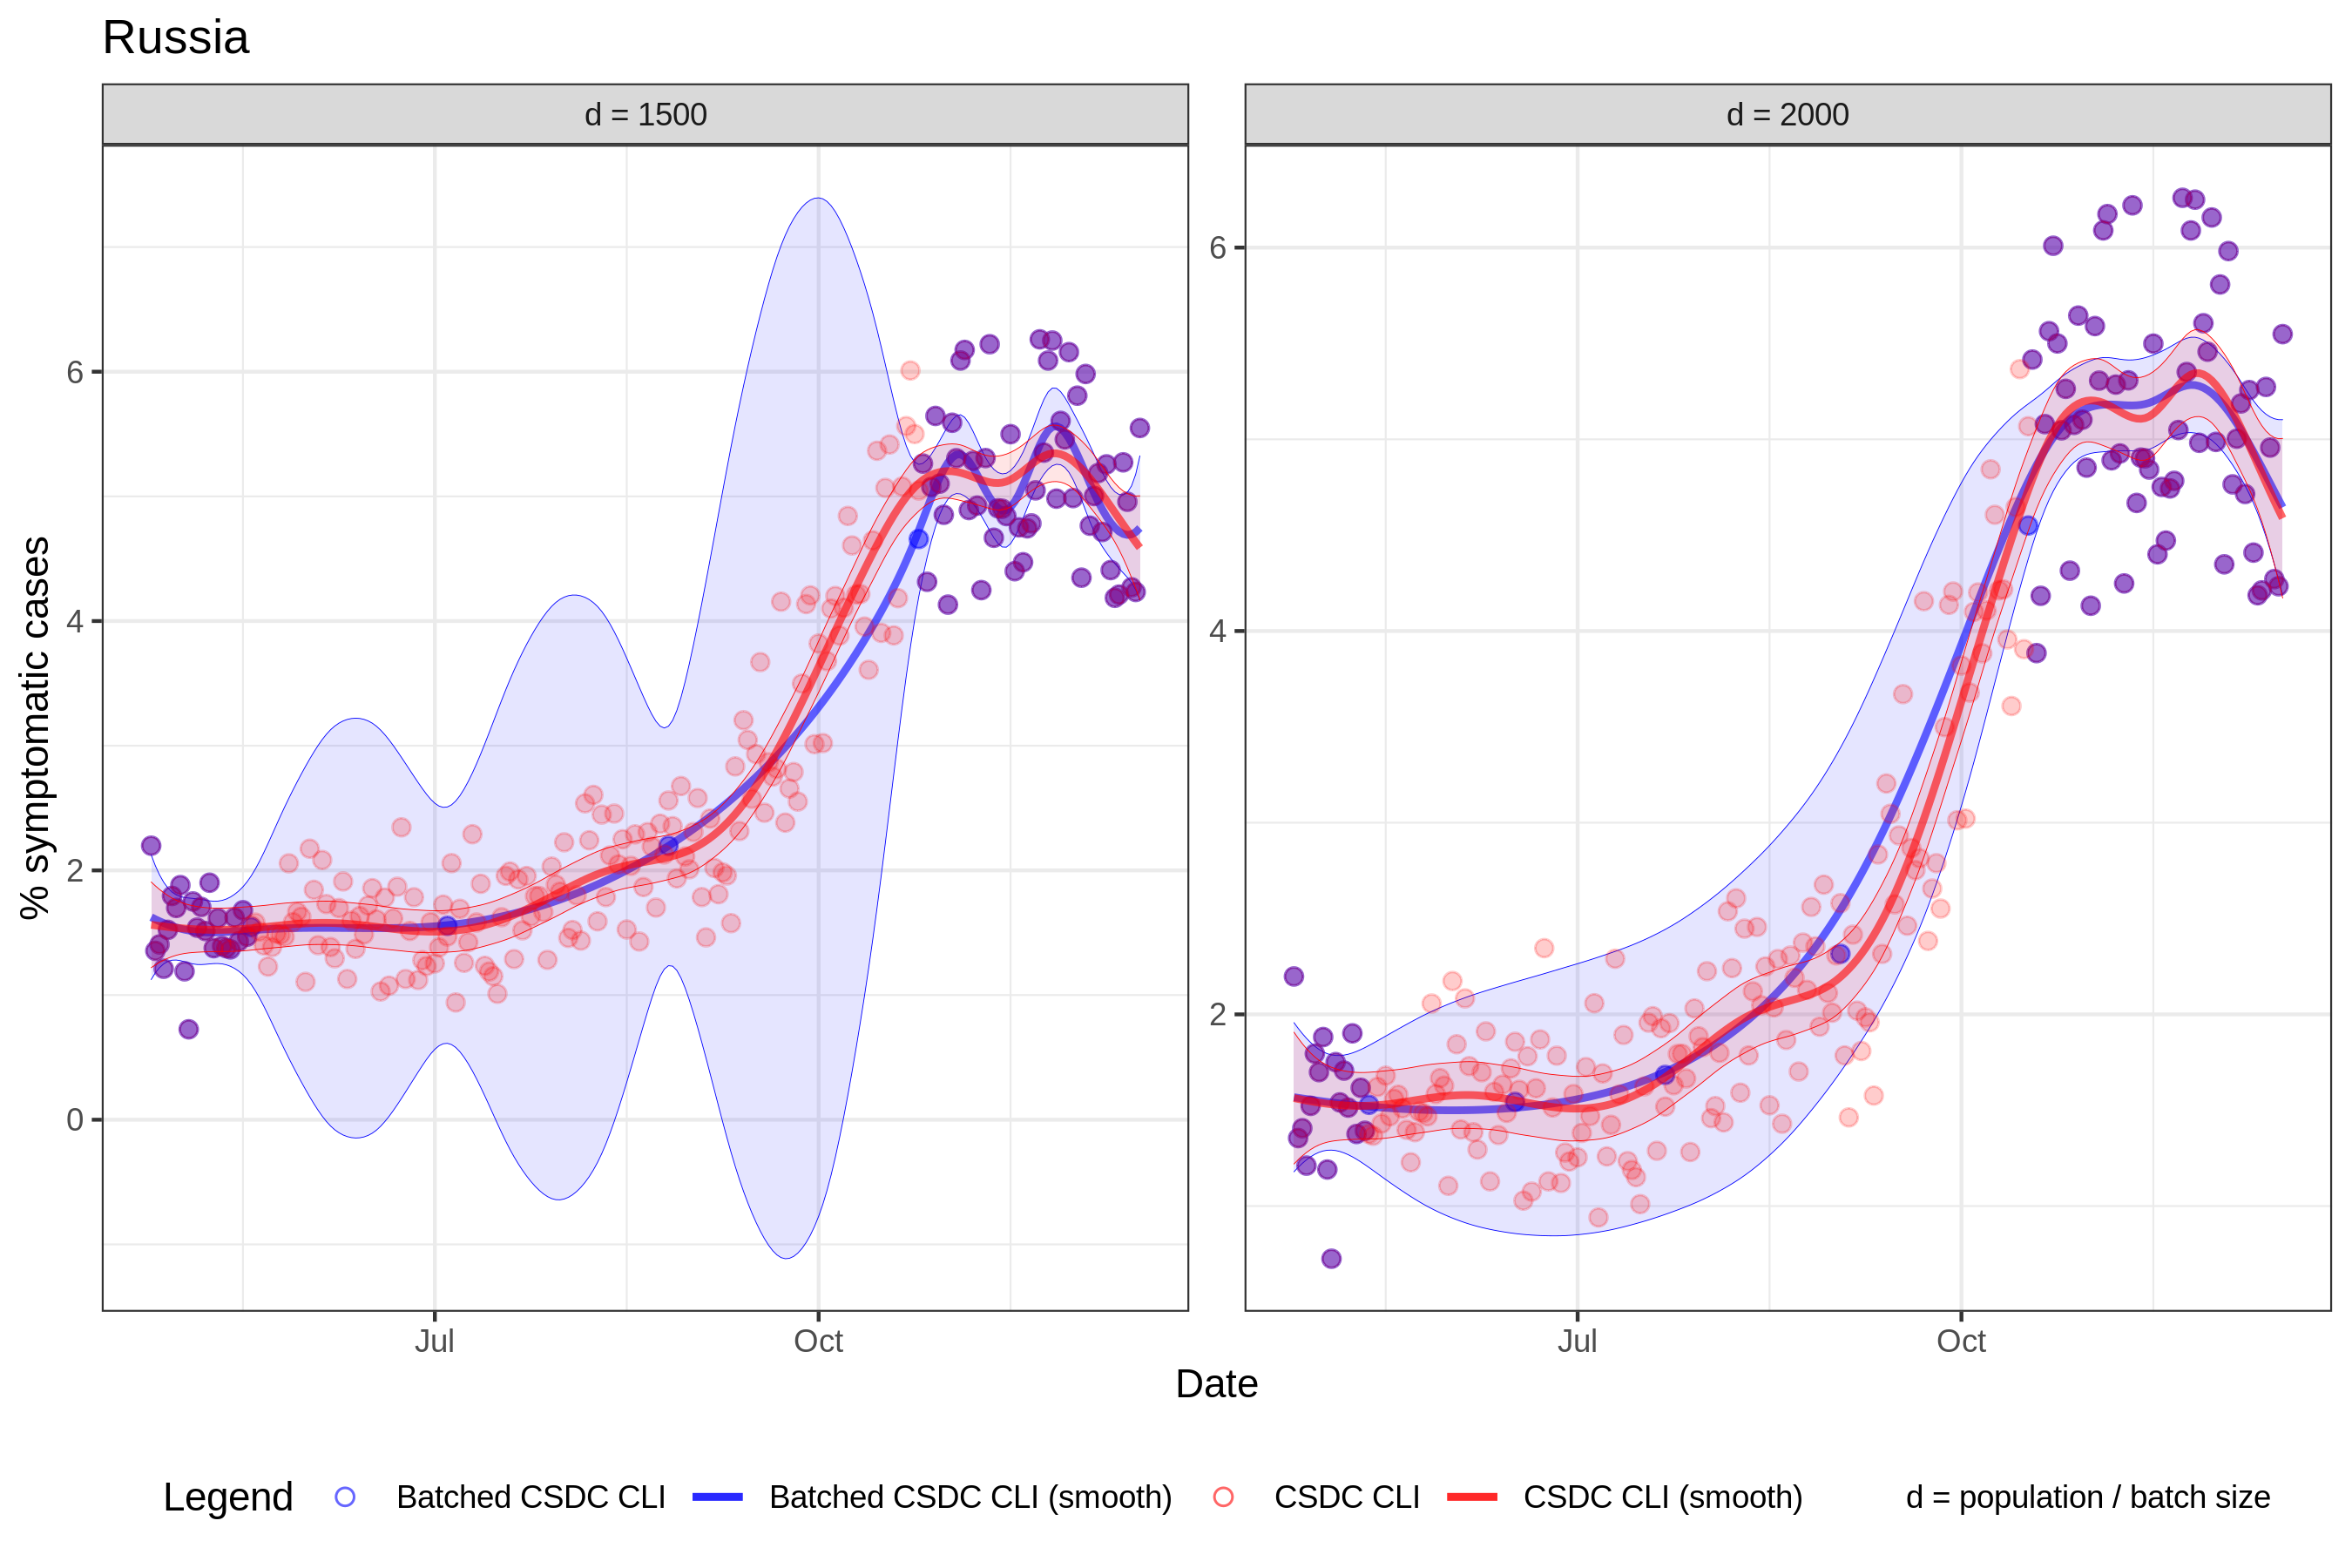 Russia
d = 1500
d = 2000
% symptomatic cases
6
4
2
0
6
4
2
Jul
Oct
Jul
Oct
Date
Legend
Batched CSDC CLI
Batched CSDC CLI (smooth)
CSDC CLI
CSDC CLI (smooth)
d = population / batch size